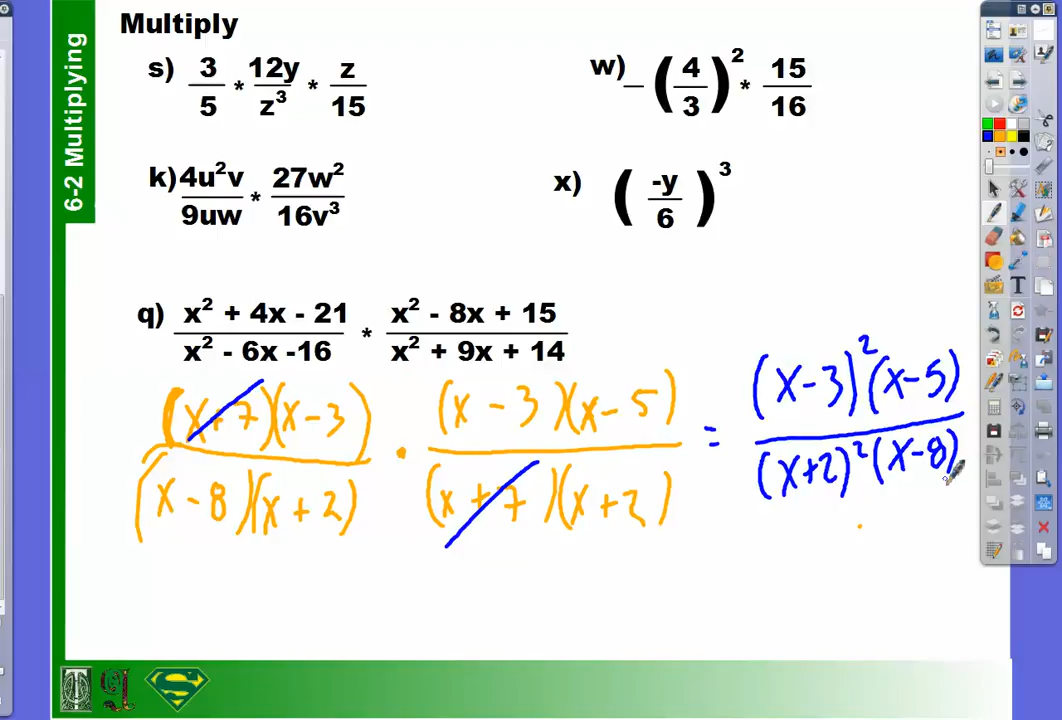 Multiply
6-2 Multiplying
s) 3/5 * 12y/z³ * z/15
w) –(4/3)² * 15/16
k) 4u²v/9uw * 27w²/16v³
x) (-y/6)³
q) x² + 4x - 21 / x² - 6x -16 * x² - 8x + 15 / x² + 9x + 14
(x+7)(x-3) / (x-8)(x+2) · (x-3)(x-5) / (x+7)(x+2) = (x-3)²(x-5) / (x+2)²(x-8)